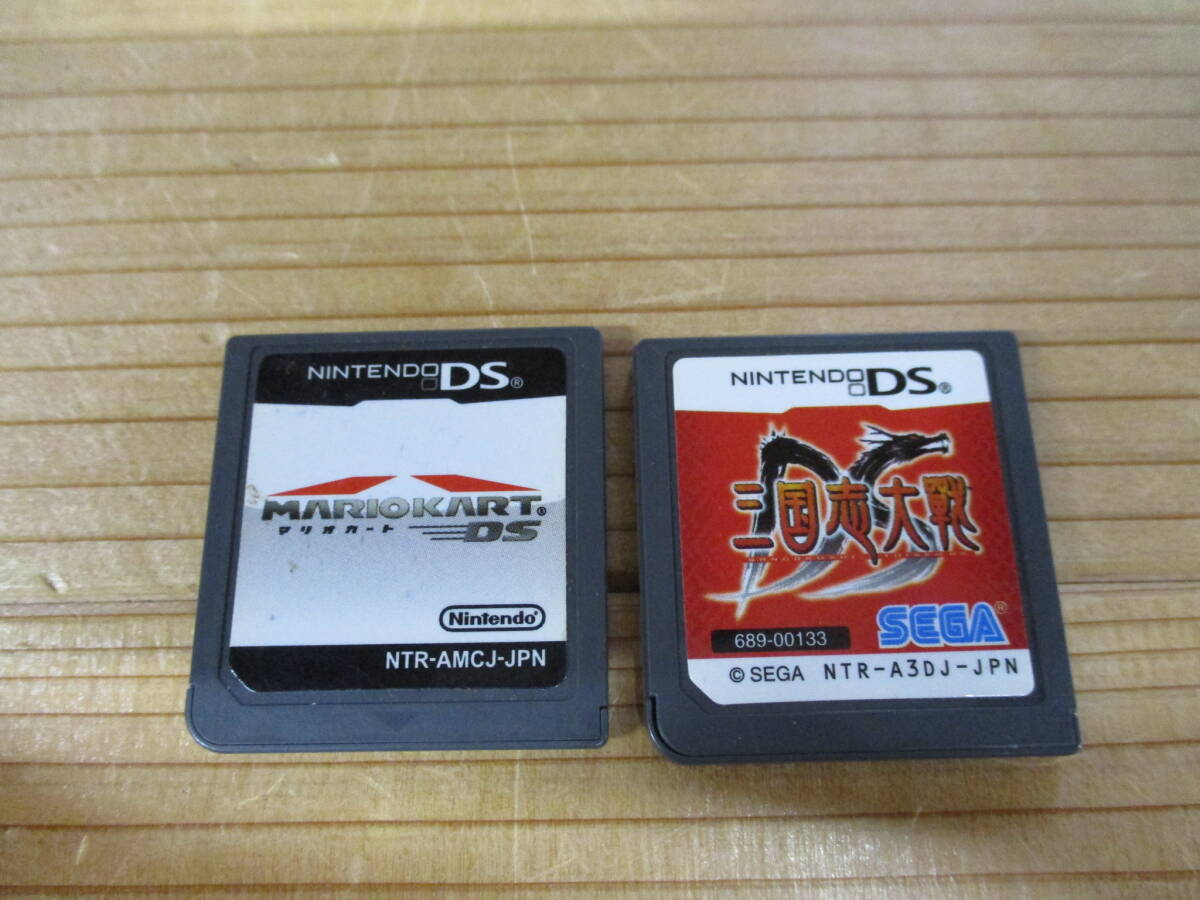 NINTENDO DS®
MARIOKART®
マリオカート DS
Nintendo®
NTR-AMCJ-JPN
NINTENDO DS®
三国志大戦
DS
SEGA®
689-00133
© SEGA NTR-A3DJ-JPN